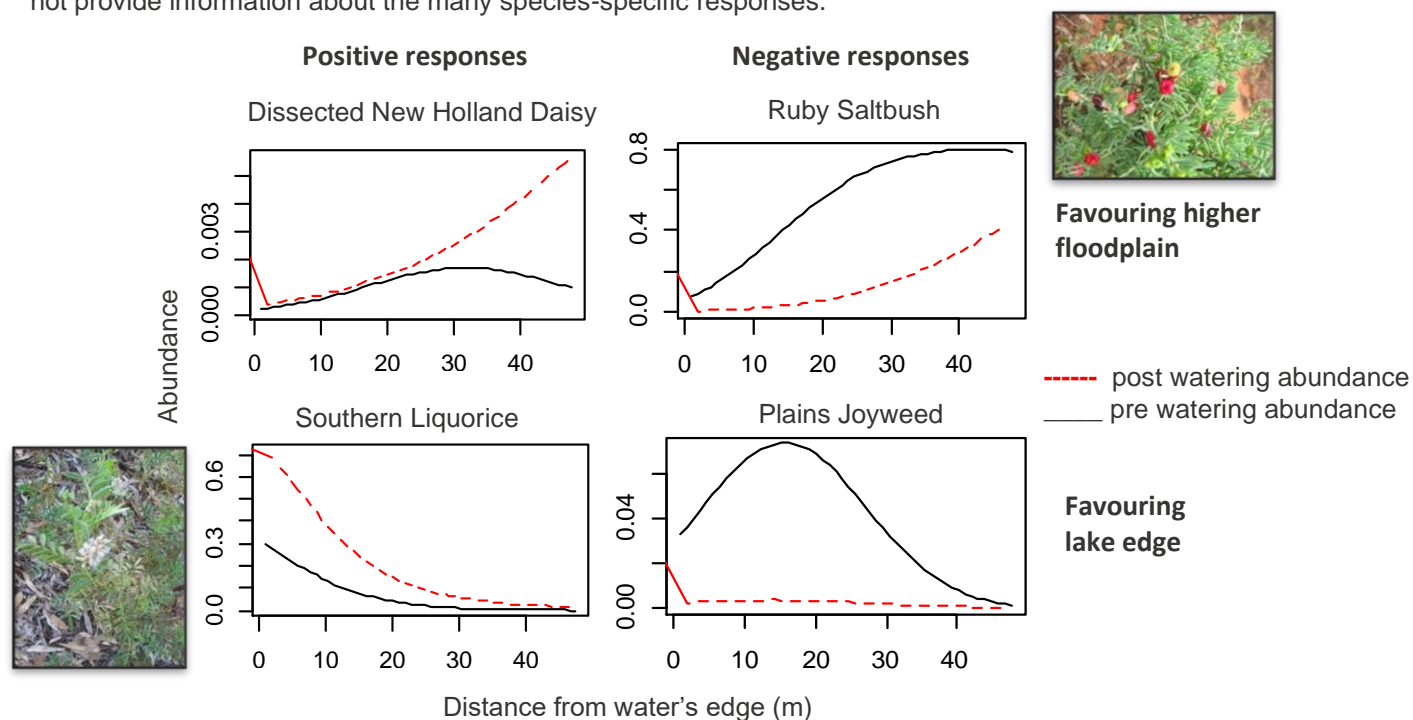 not provide information about the many species-specific responses.
Positive responses
Negative responses
Dissected New Holland Daisy
Ruby Saltbush
0.003
0.000
0 10 20 30 40
0.8
0.4
0.0
0 10 20 30 40
Favouring higher
floodplain
Abundance
post watering abundance
pre watering abundance
Southern Liquorice
Plains Joyweed
0.6
0.3
0.0
0 10 20 30 40
0.04
0.00
0 10 20 30 40
Favouring
lake edge
Distance from water's edge (m)